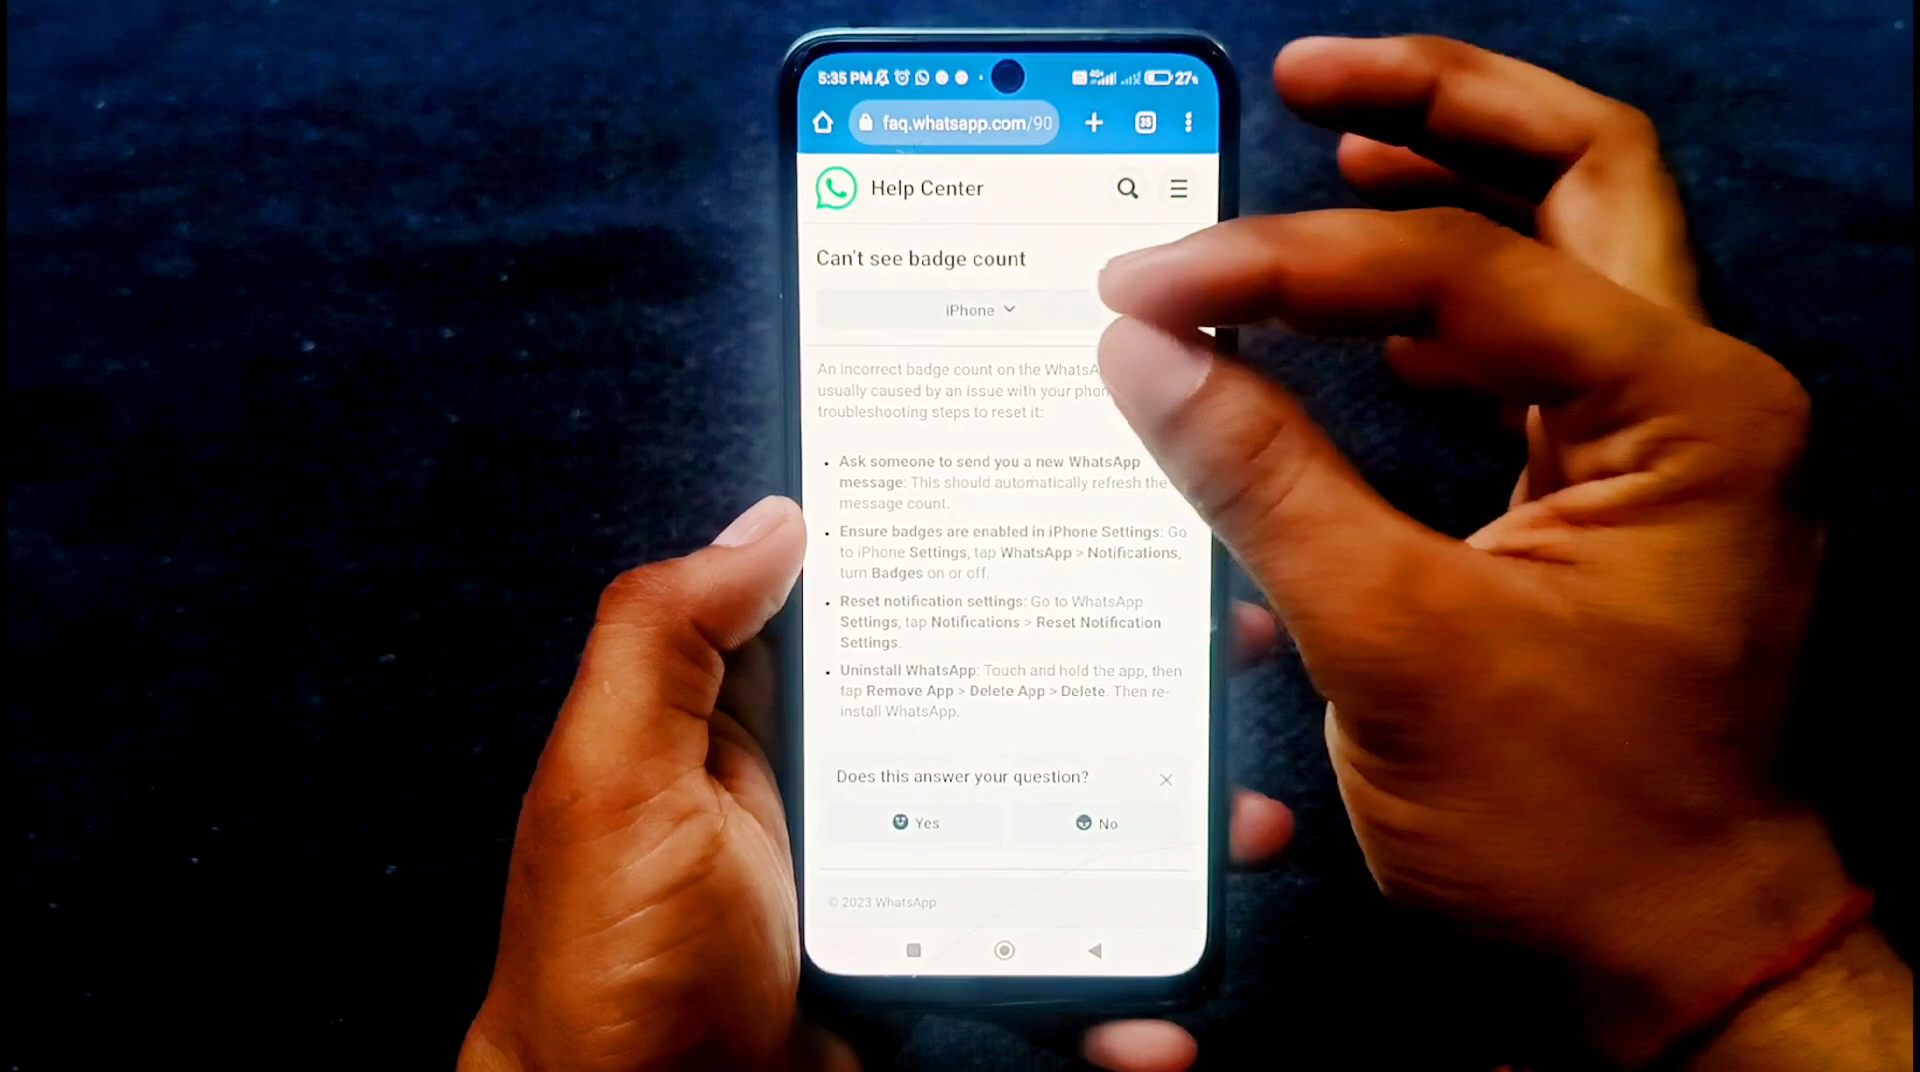 5:35 PM
4G+
27%
faq.whatsapp.com/90
35
Help Center
Can't see badge count
iPhone
An incorrect badge count on the WhatsA
usually caused by an issue with your phon
troubleshooting steps to reset it:
• Ask someone to send you a new WhatsApp
message: This should automatically refresh the
message count.
• Ensure badges are enabled in iPhone Settings: Go
to iPhone Settings, tap WhatsApp > Notifications,
turn Badges on or off.
• Reset notification settings: Go to WhatsApp
Settings, tap Notifications > Reset Notification
Settings.
• Uninstall WhatsApp: Touch and hold the app, then
tap Remove App > Delete App > Delete. Then re-
install WhatsApp.
Does this answer your question?
Yes
No
© 2023 WhatsApp